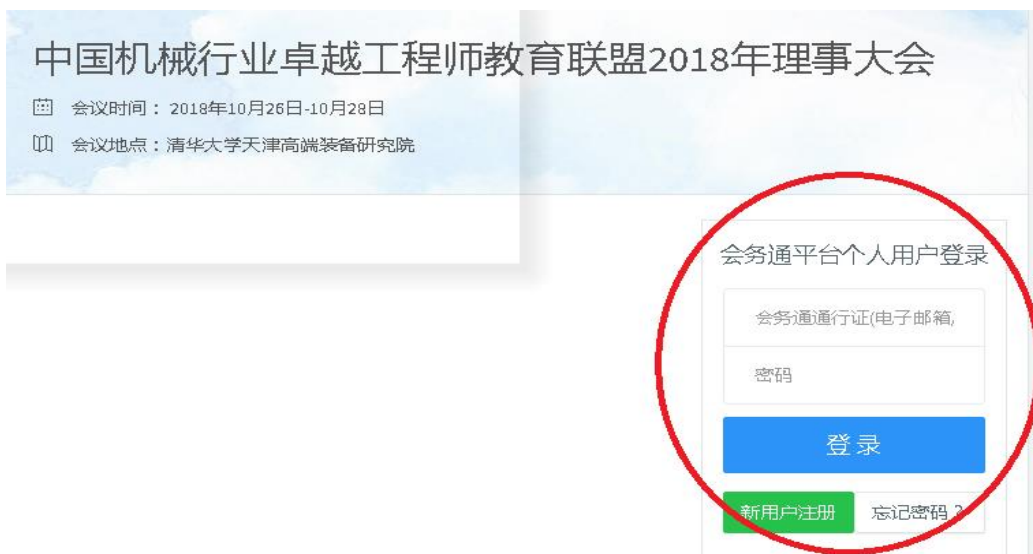 中国机械行业卓越工程师教育联盟2018年理事大会
会议时间：2018年10月26日-10月28日
会议地点：清华大学天津高端装备研究院
会务通平台个人用户登录
会务通通行证(电子邮箱,
密码
登录
新用户注册 忘记密码？